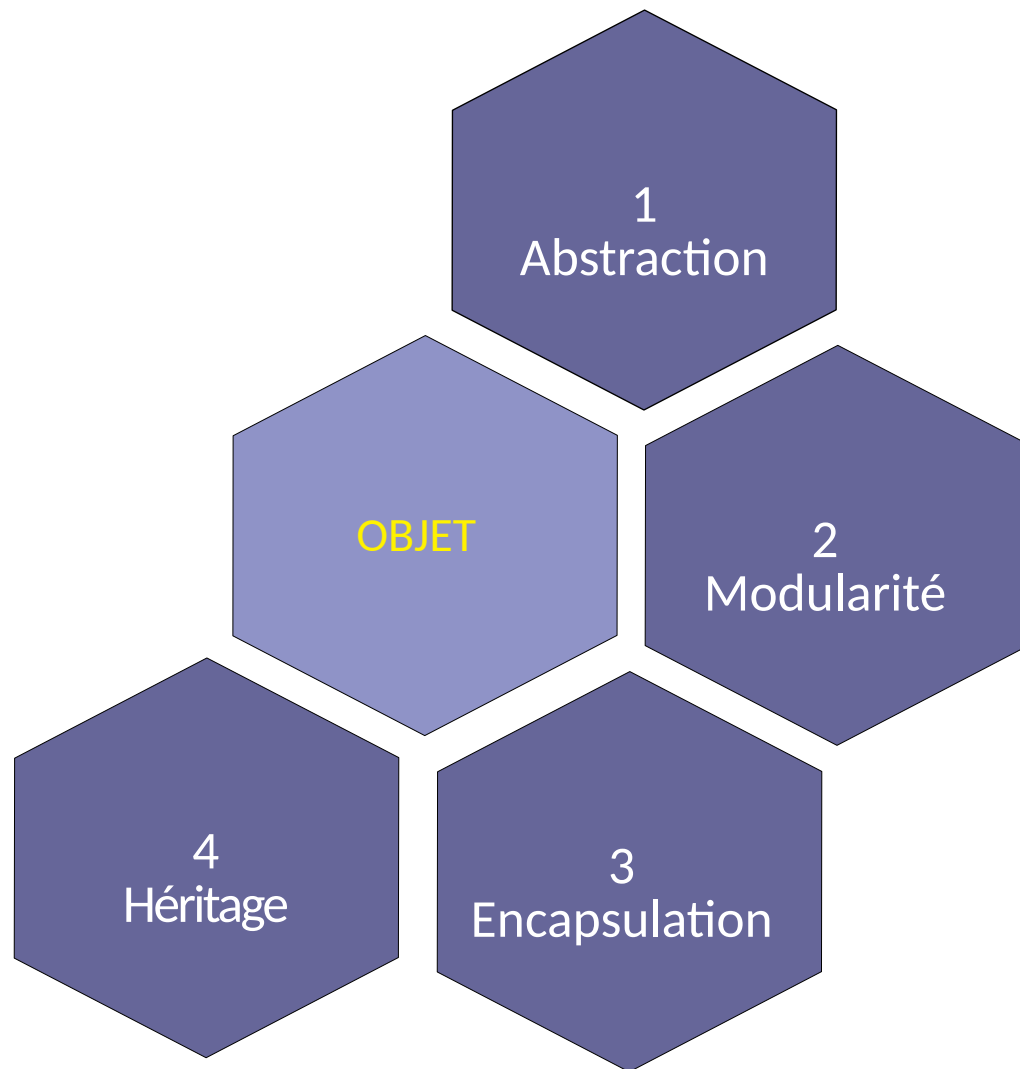 1
Abstraction
OBJET
2
Modularité
4
Héritage
3
Encapsulation